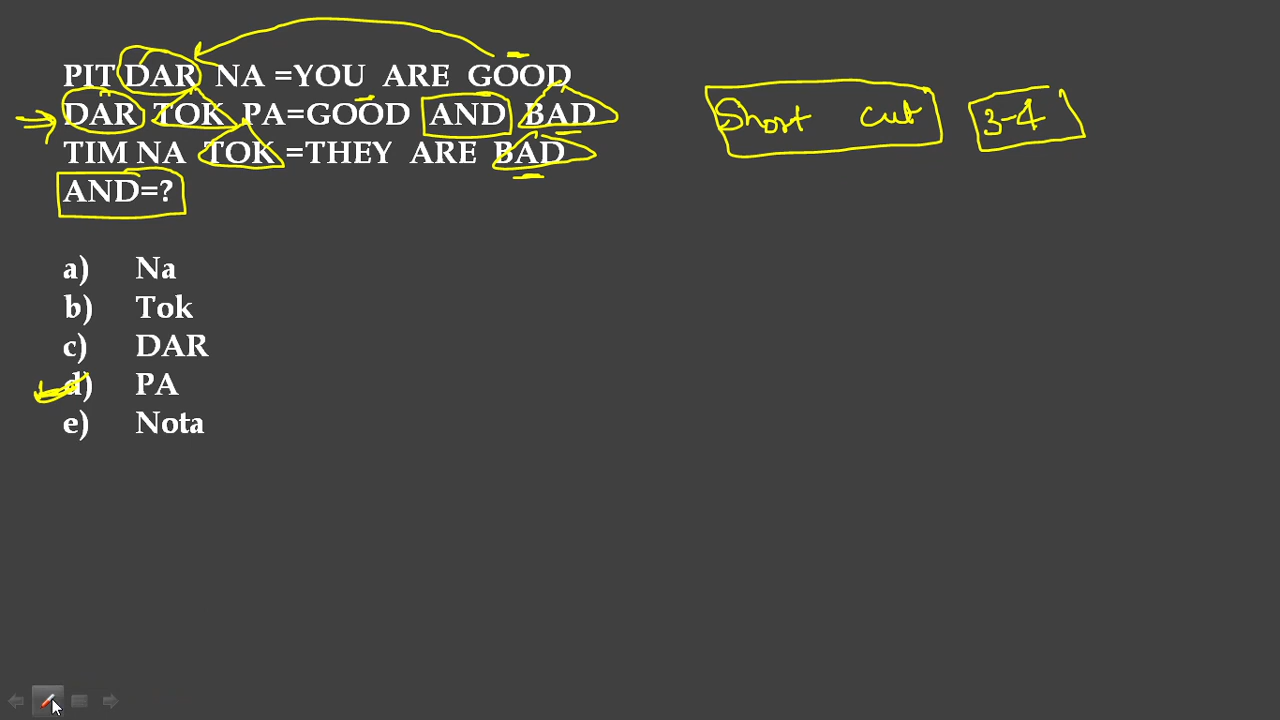 PIT DAR NA =YOU ARE GOOD
DAR TOK PA=GOOD AND BAD
TIM NA TOK =THEY ARE BAD
AND=?
a) Na
b) Tok
c) DAR
d) PA
e) Nota
Short cut 3-4